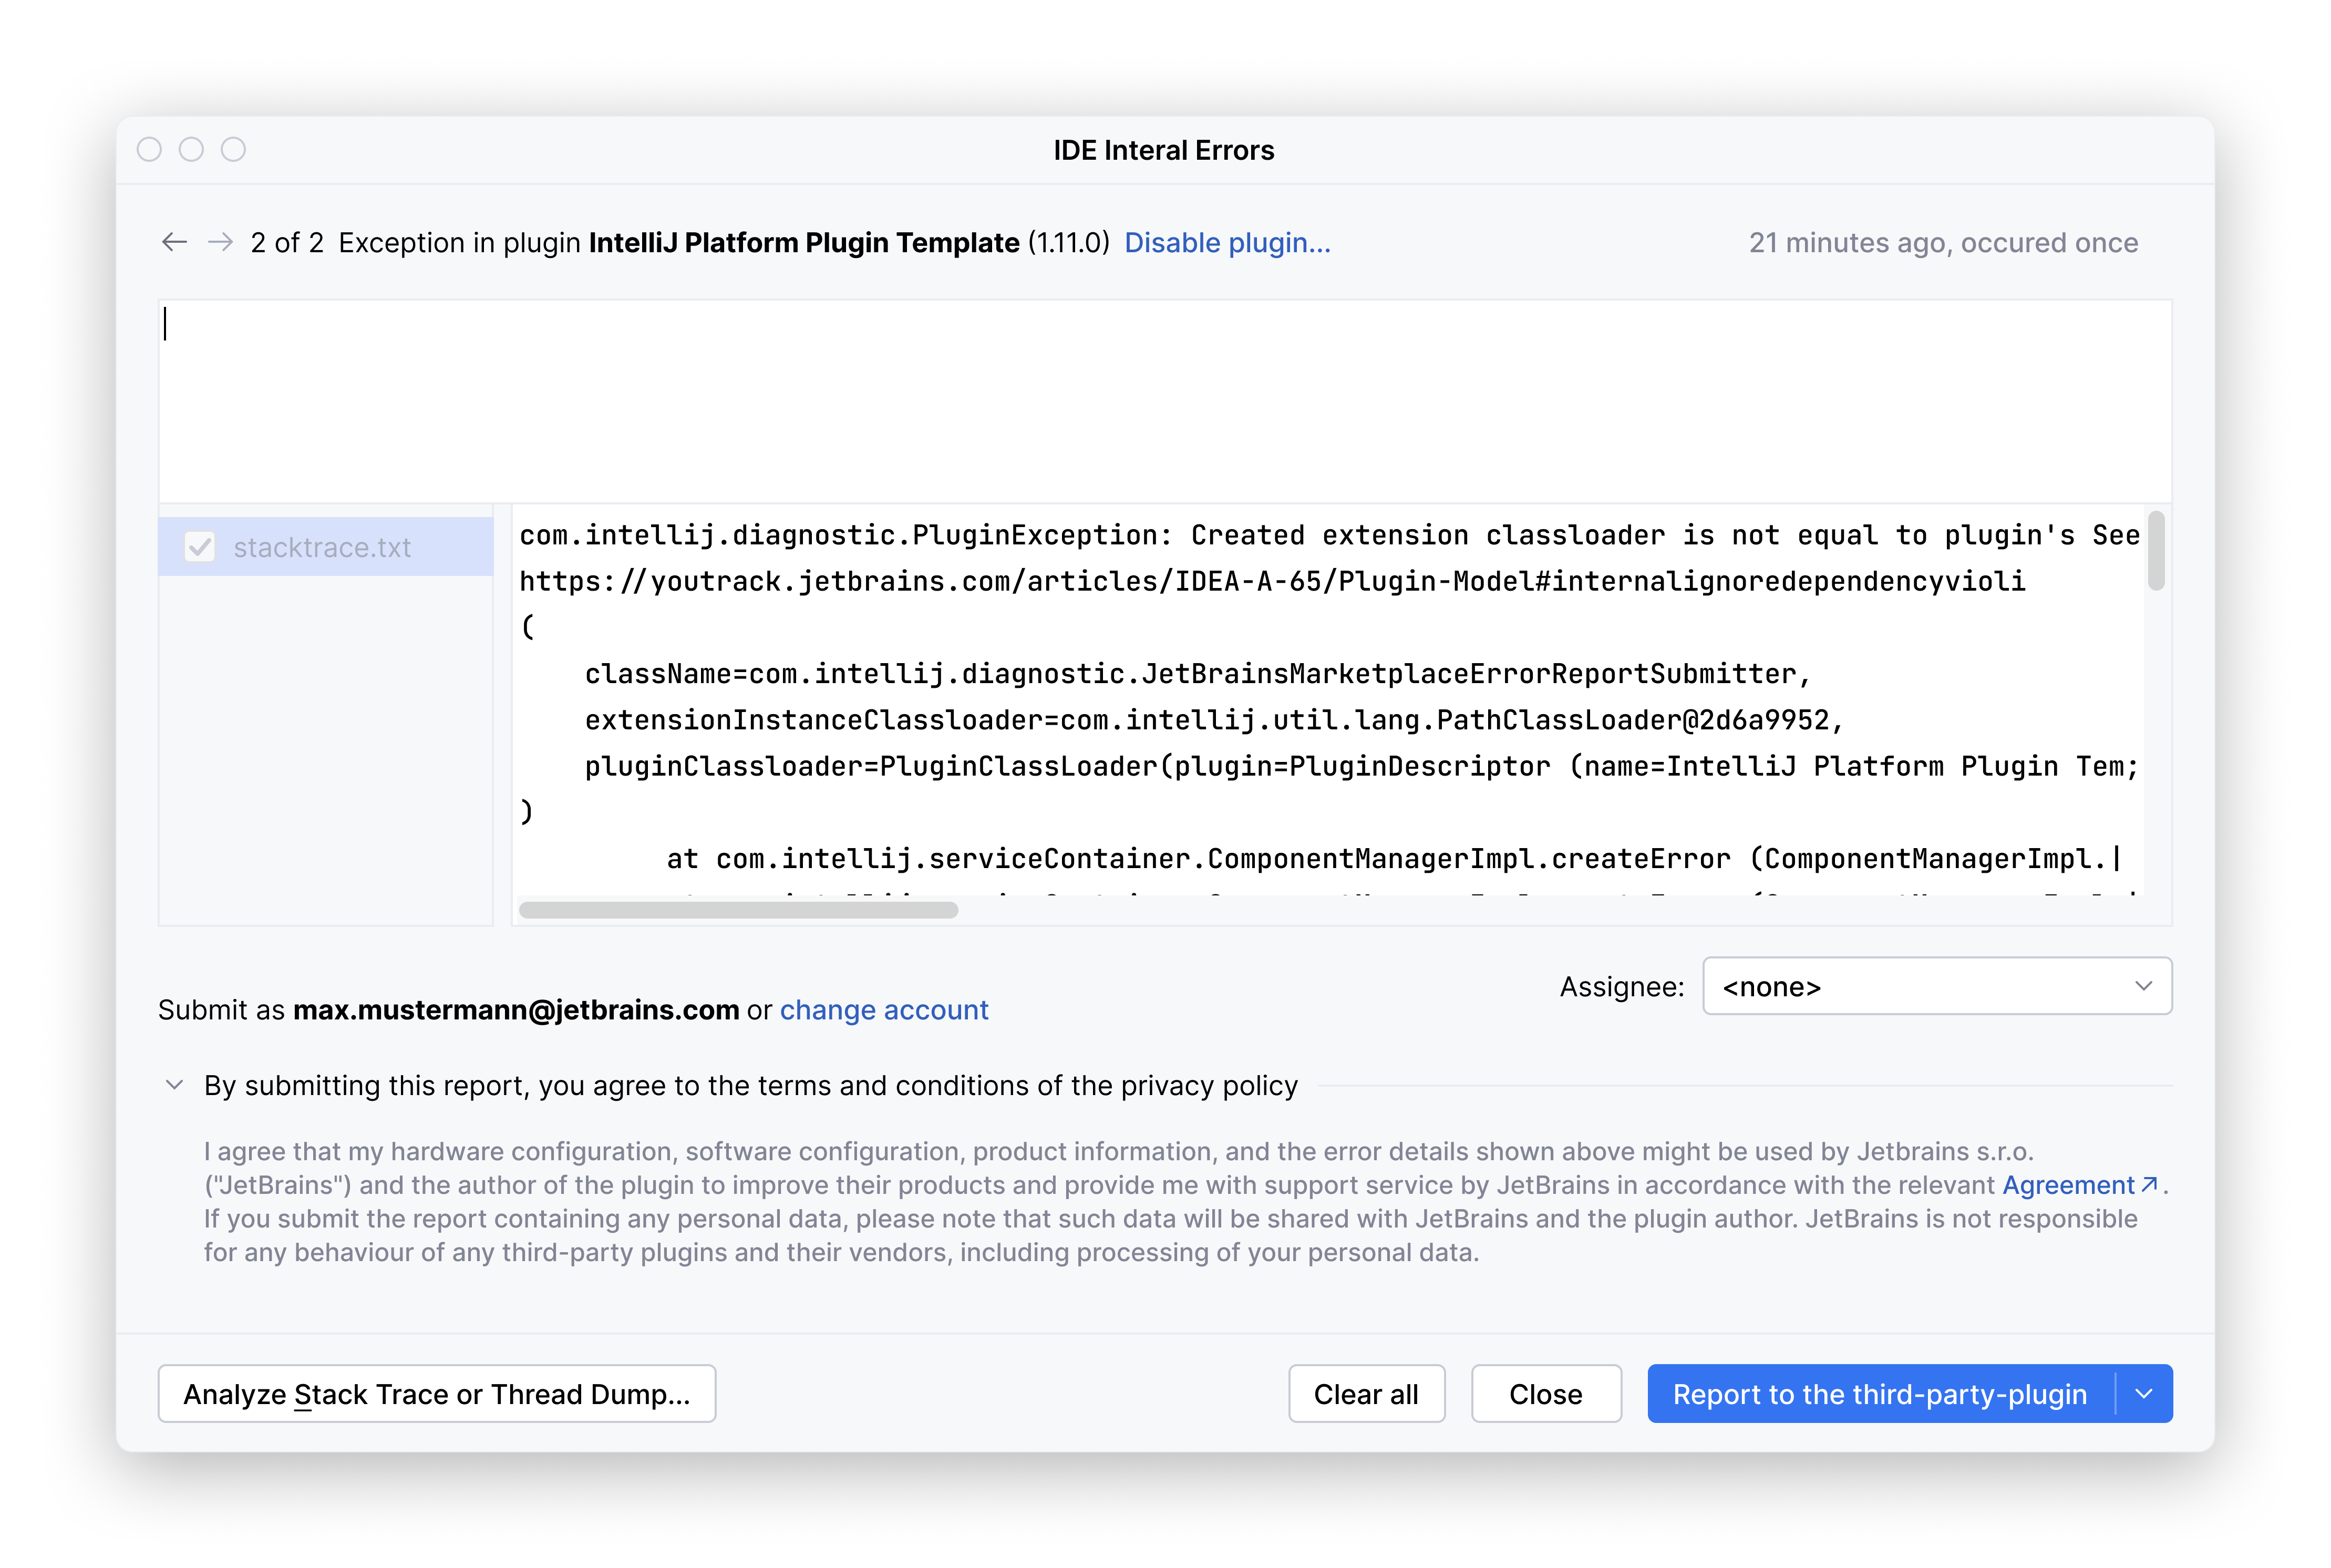 IDE Interal Errors
2 of 2 Exception in plugin IntelliJ Platform Plugin Template (1.11.0) Disable plugin...
21 minutes ago, occured once
stacktrace.txt
com.intellij.diagnostic.PluginException: Created extension classloader is not equal to plugin's See
https://youtrack.jetbrains.com/articles/IDEA-A-65/Plugin-Model#internalignoredependencyvioli
(
className=com.intellij.diagnostic.JetBrainsMarketplaceErrorReportSubmitter,
extensionInstanceClassloader=com.intellij.util.lang.PathClassLoader@2d6a9952,
pluginClassloader=PluginClassLoader(plugin=PluginDescriptor (name=IntelliJ Platform Plugin Tem;
)
at com.intellij.serviceContainer.ComponentManagerImpl.createError (ComponentManagerImpl.|
Assignee: <none>
Submit as max.mustermann@jetbrains.com or change account
By submitting this report, you agree to the terms and conditions of the privacy policy
I agree that my hardware configuration, software configuration, product information, and the error details shown above might be used by Jetbrains s.r.o.
("JetBrains") and the author of the plugin to improve their products and provide me with support service by JetBrains in accordance with the relevant Agreement↗.
If you submit the report containing any personal data, please note that such data will be shared with JetBrains and the plugin author. JetBrains is not responsible
for any behaviour of any third-party plugins and their vendors, including processing of your personal data.
Analyze Stack Trace or Thread Dump...
Clear all
Close
Report to the third-party-plugin